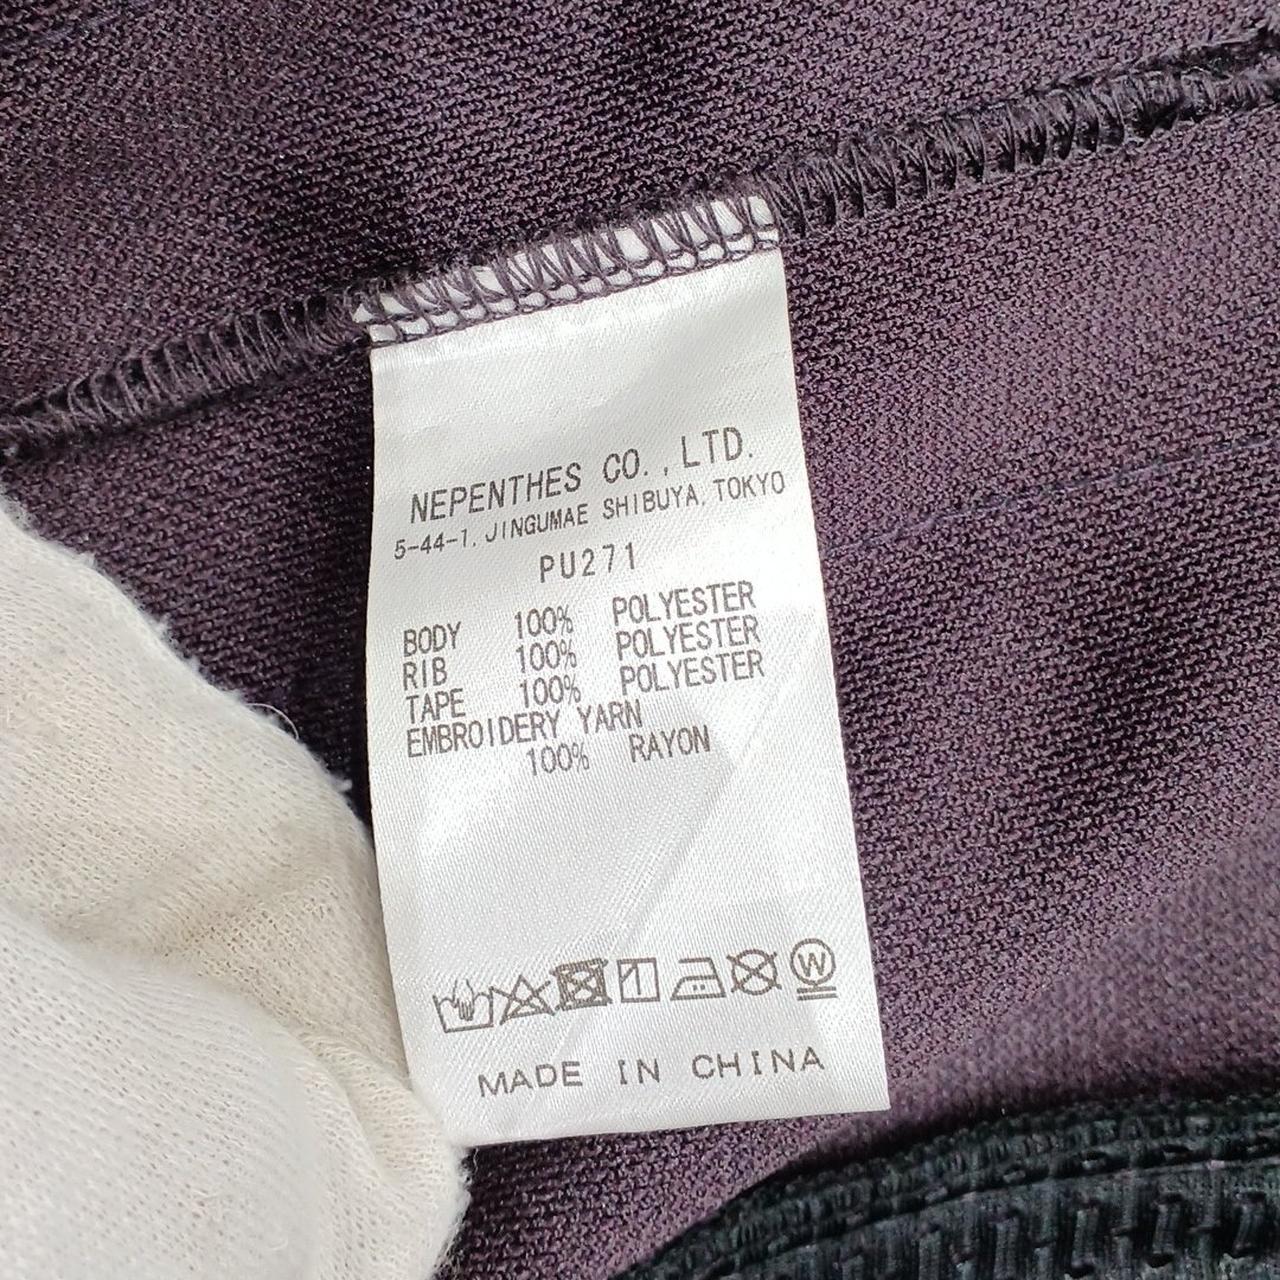 NEPENTHES CO., LTD.
5-44-1, JINGUMAE SHIBUYA, TOKYO
PU271
BODY 100% POLYESTER
RIB 100% POLYESTER
TAPE 100% POLYESTER
EMBROIDERY YARN
100% RAYON
W
MADE IN CHINA